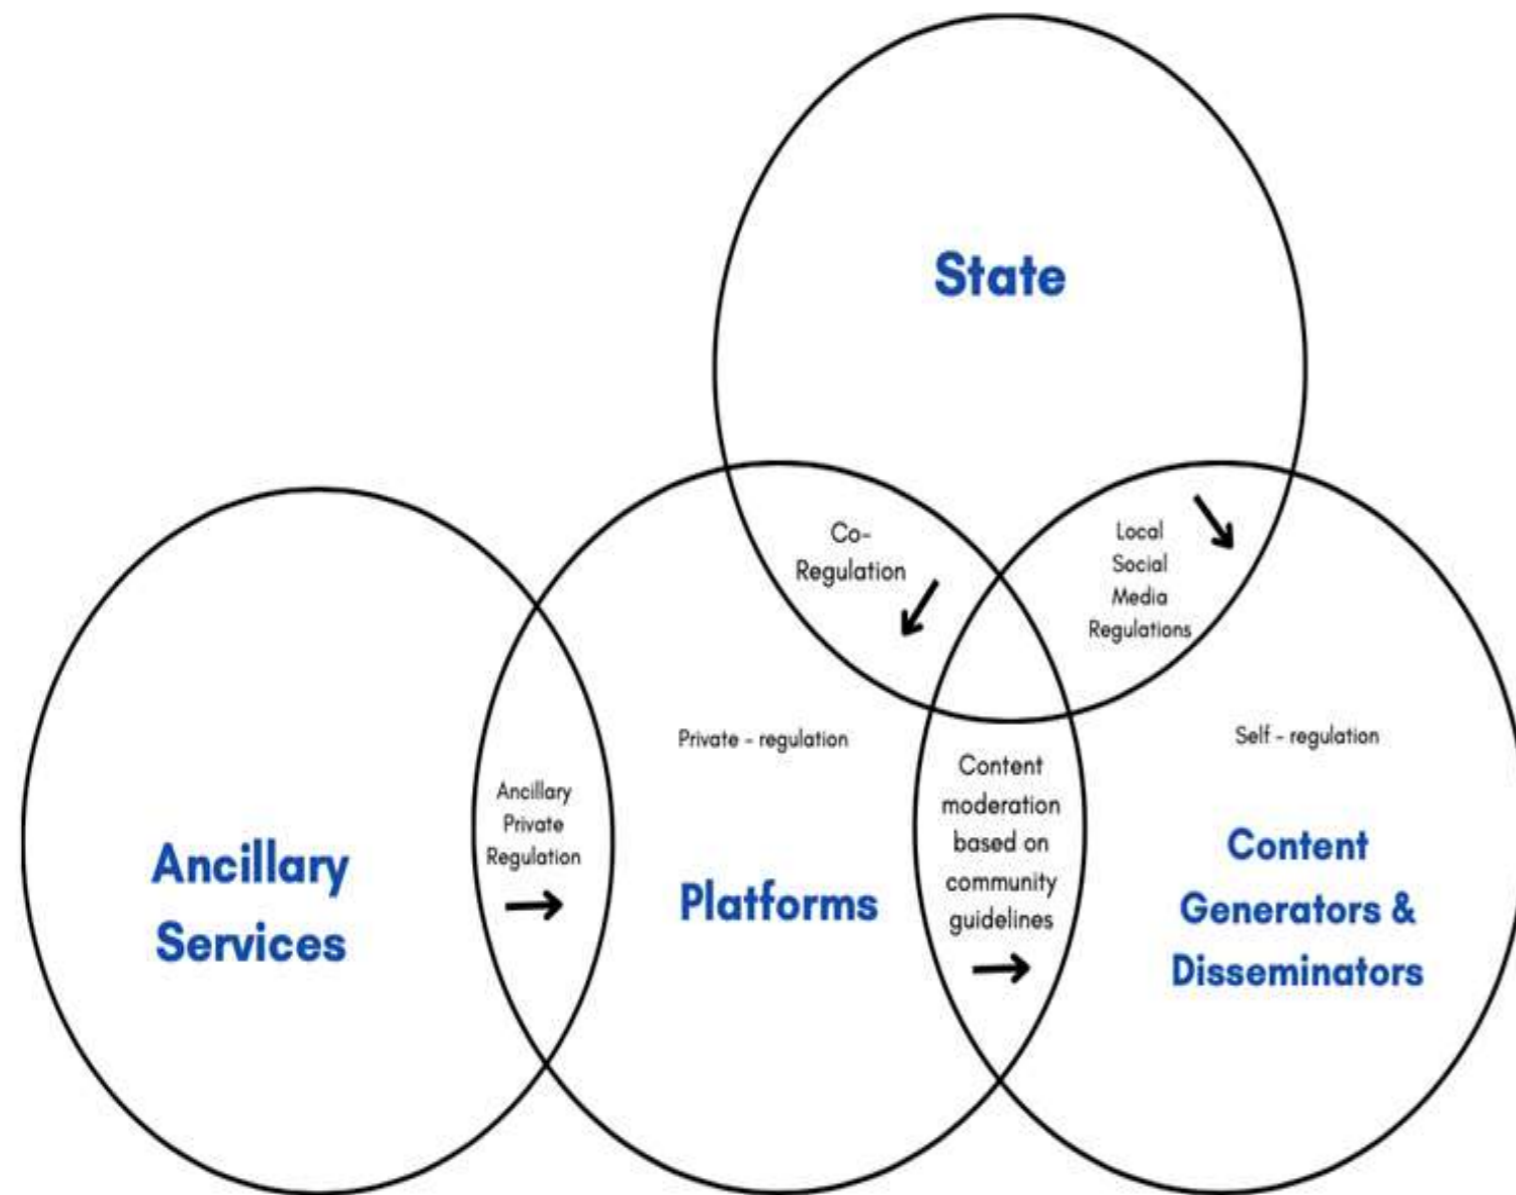 State
Co-
Regulation
Local
Social
Media
Regulations
Private - regulation
Self - regulation
Ancillary
Private
Regulation
Content
moderation
based on
community
guidelines
Ancillary
Services
Platforms
Content
Generators &
Disseminators